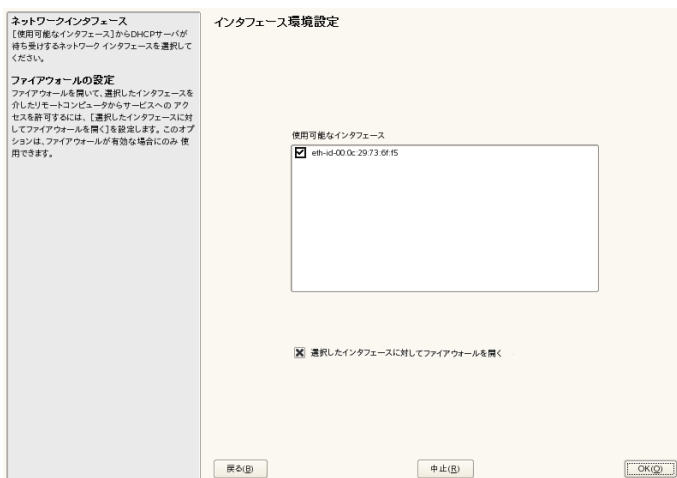 ネットワークインタフェース
[使用可能なインタフェース]からDHCPサーバが
待ち受けするネットワーク インタフェースを選択して
ください。
ファイアウォールの設定
ファイアウォールを開いて、選択したインタフェースを
介したリモートコンピュータからサービスへの アク
セスを許可するには、[選択したインタフェースに対
してファイアウォールを開く]を設定します。このオプ
ションは、ファイアウォールが有効な場合にのみ 使
用できます。
インタフェース環境設定
使用可能なインタフェース
eth-id-00:0c:29:73:6f:f5
選択したインタフェースに対してファイアウォールを開く
戻る(B)
中止(R)
OK(O)